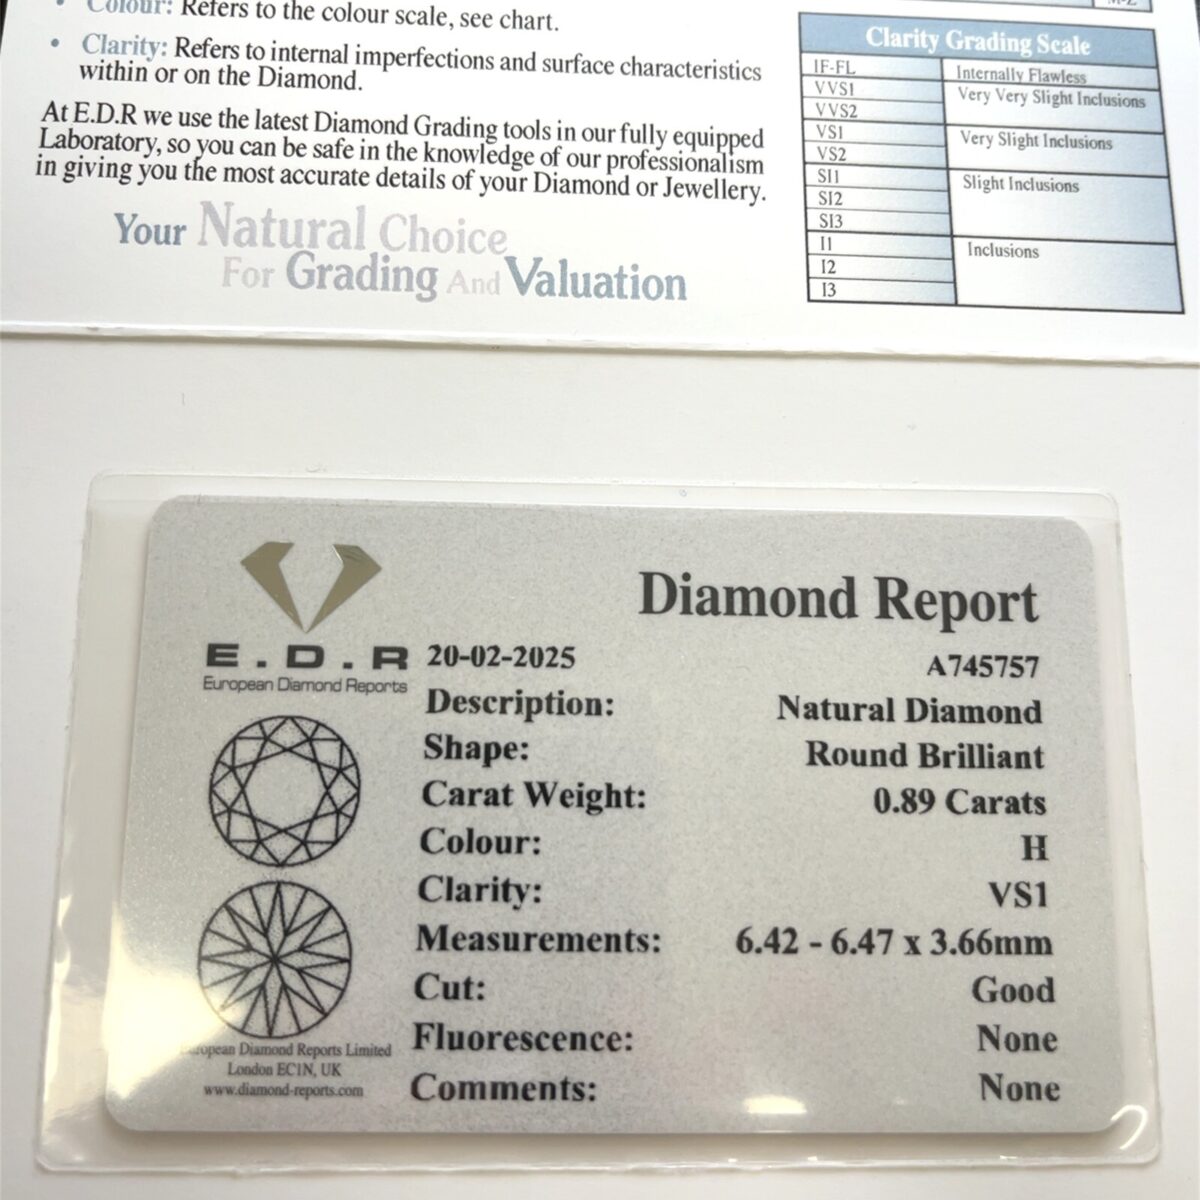 Colour: Refers to the colour scale, see chart.
• Clarity: Refers to internal imperfections and surface characteristics
within or on the Diamond.
At E.D.R we use the latest Diamond Grading tools in our fully equipped
Laboratory, so you can be safe in the knowledge of our professionalism
in giving you the most accurate details of your Diamond or Jewellery.
Your Natural Choice
For Grading And Valuation
Clarity Grading Scale
IF-FL Internally Flawless
VVS1 Very Very Slight Inclusions
VVS2
VS1 Very Slight Inclusions
VS2
SI1 Slight Inclusions
SI2
SI3
I1 Inclusions
I2
I3
Diamond Report
E.D.R
European Diamond Reports
20-02-2025 A745757
Description: Natural Diamond
Shape: Round Brilliant
Carat Weight: 0.89 Carats
Colour: H
Clarity: VS1
Measurements: 6.42 - 6.47 x 3.66mm
Cut: Good
Fluorescence: None
Comments: None
European Diamond Reports Limited
London EC1N, UK
www.diamond-reports.com